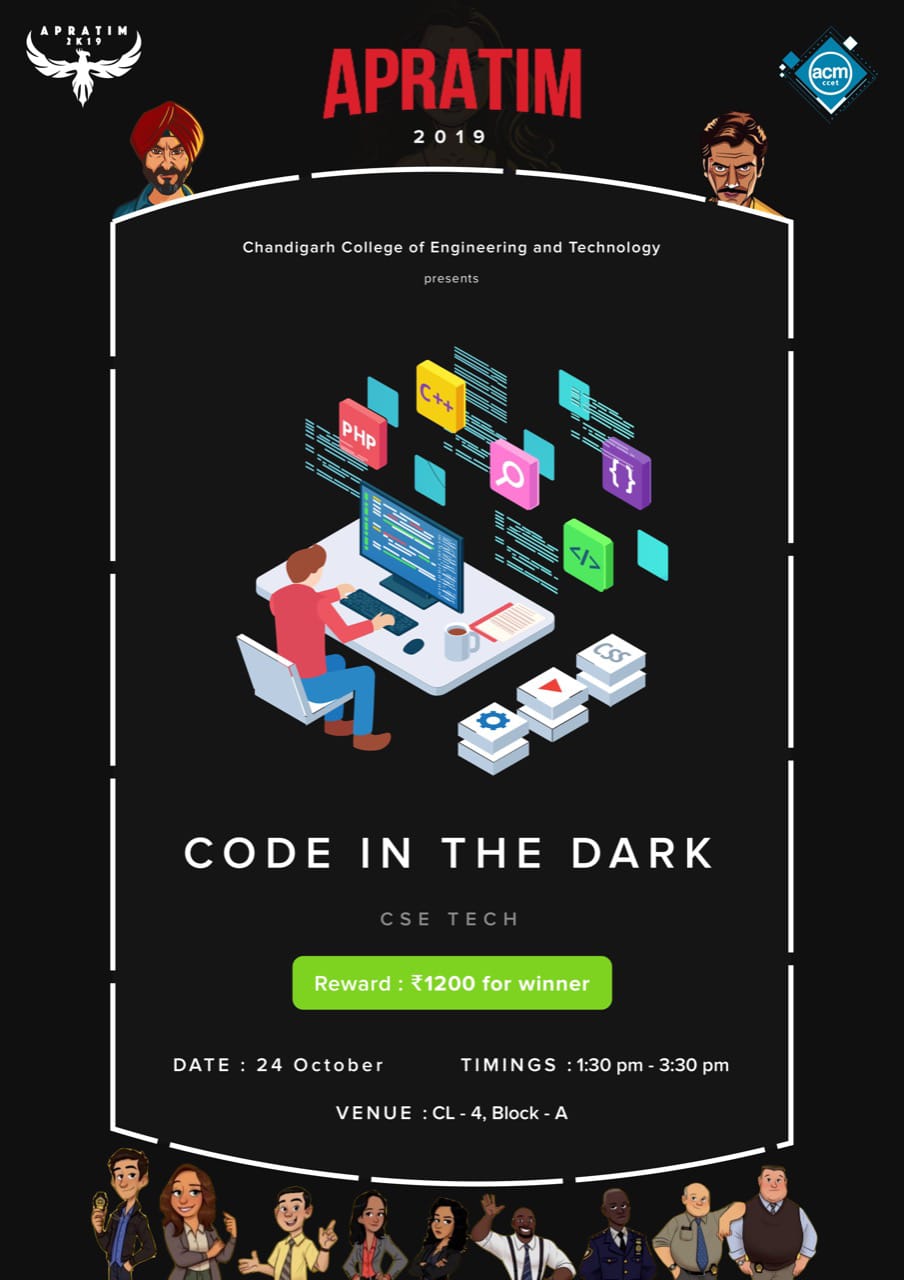 APRATIM
2K19
APRATIM
2019
acm
ccet
Chandigarh College of Engineering and Technology
presents
C++
PHP
{}
</>
CSS
CODE IN THE DARK
CSE TECH
Reward : ₹1200 for winner
DATE : 24 October
TIMINGS : 1:30 pm - 3:30 pm
VENUE : CL - 4, Block - A